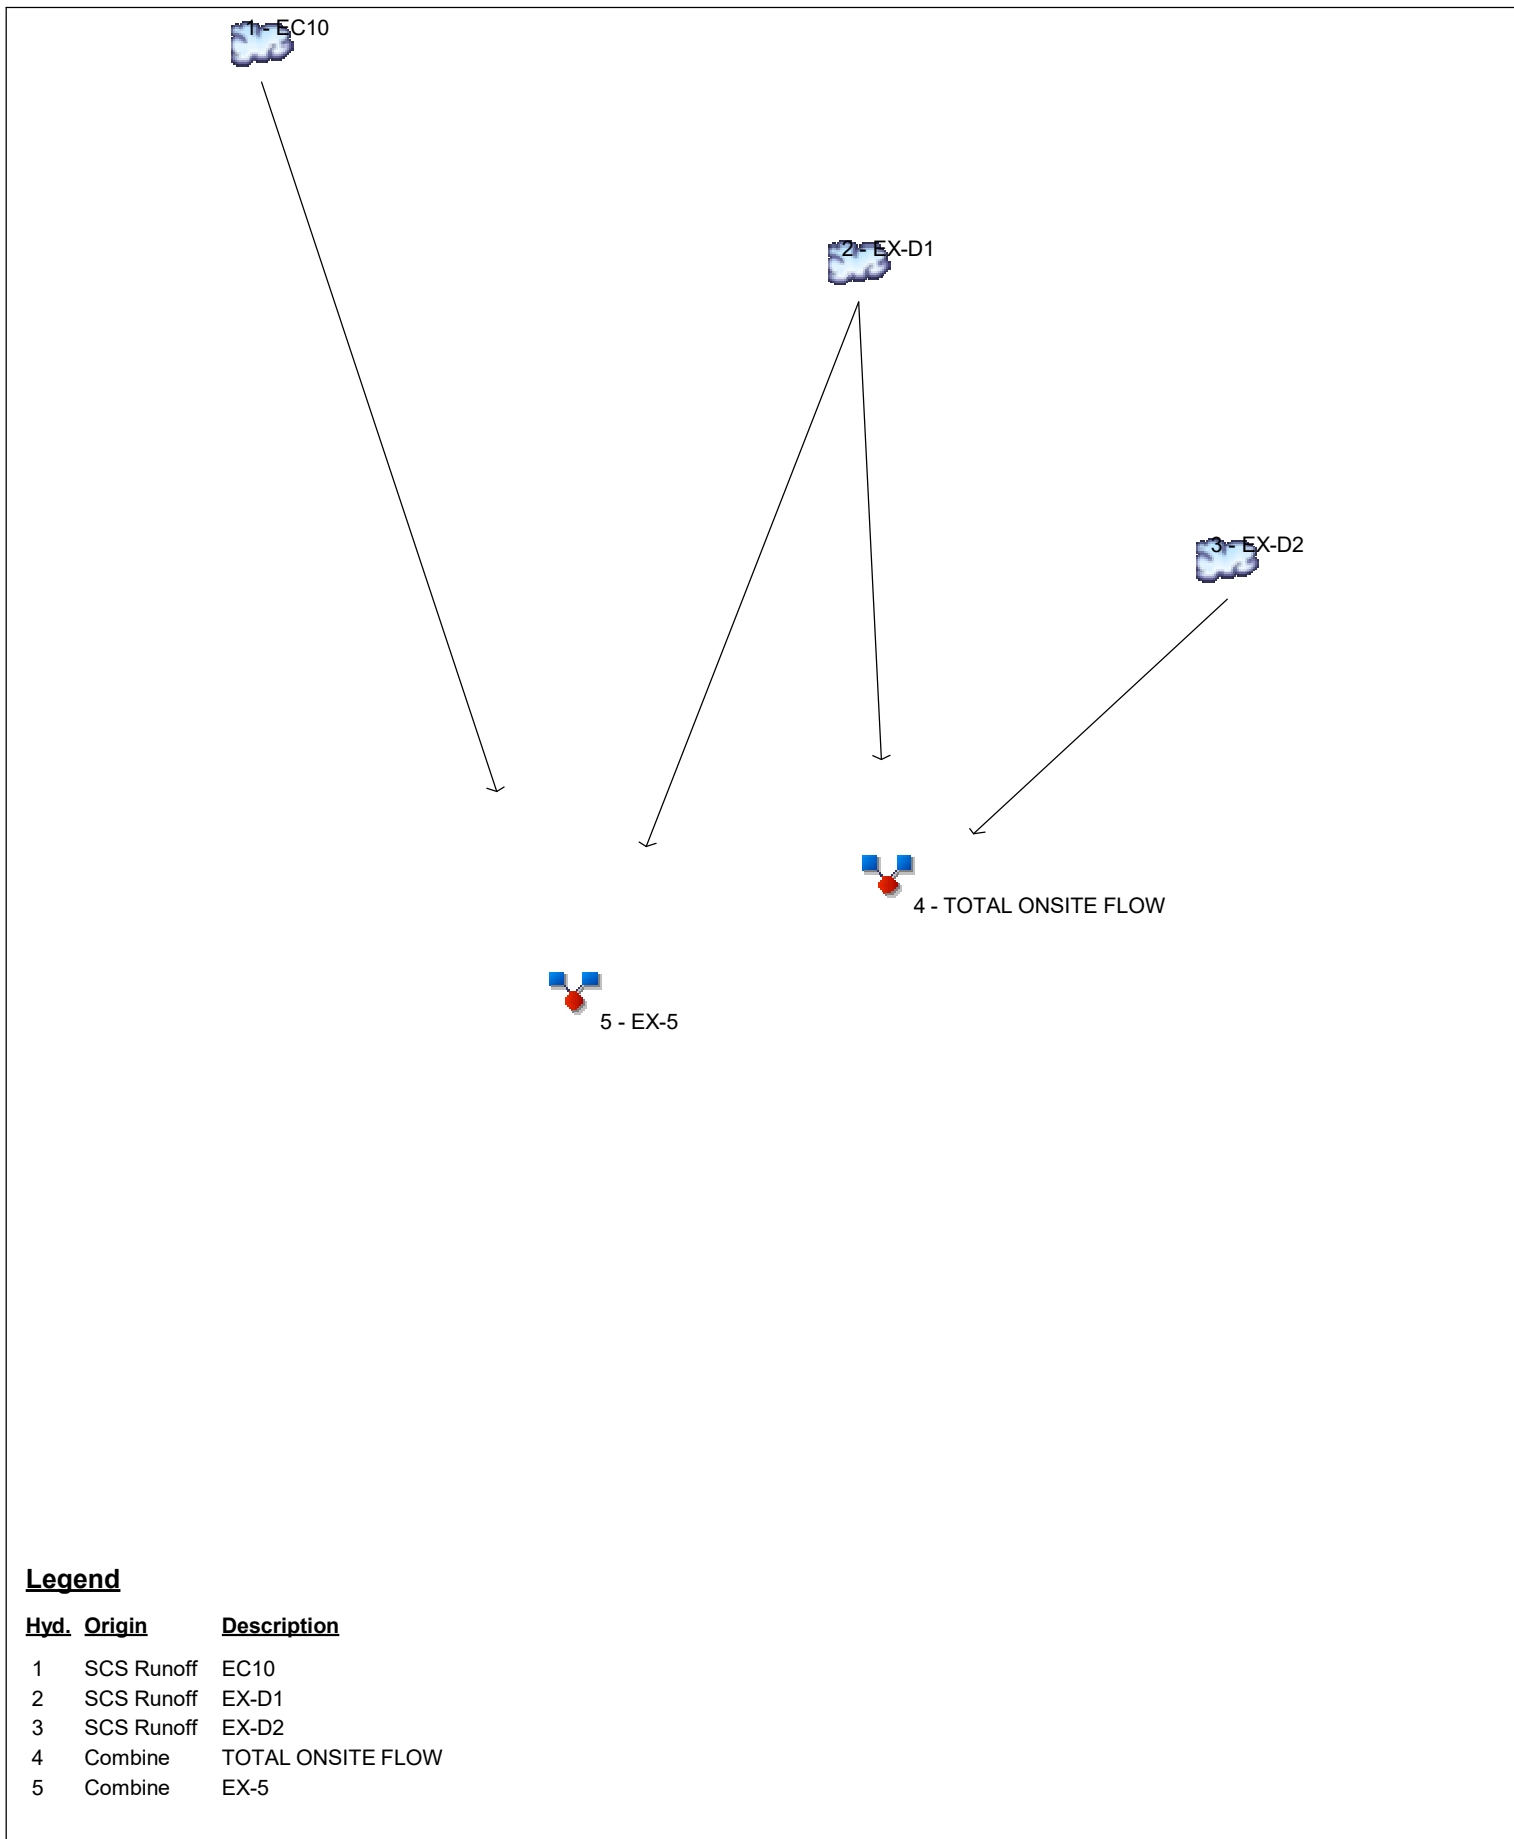 1 - EC10
2 - EX-D1
3 - EX-D2
4 - TOTAL ONSITE FLOW
5 - EX-5
Legend
Hyd. Origin Description
1 SCS Runoff EC10
2 SCS Runoff EX-D1
3 SCS Runoff EX-D2
4 Combine TOTAL ONSITE FLOW
5 Combine EX-5